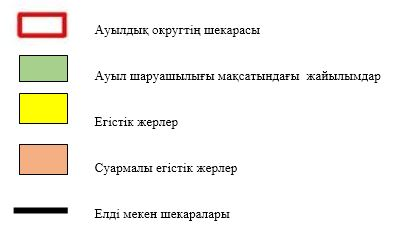 Ауылдық округтің шекарасы
Ауыл шаруашылығы мақсатындағы жайылымдар
Егістік жерлер
Суармалы егістік жерлер
Елді мекен шекаралары